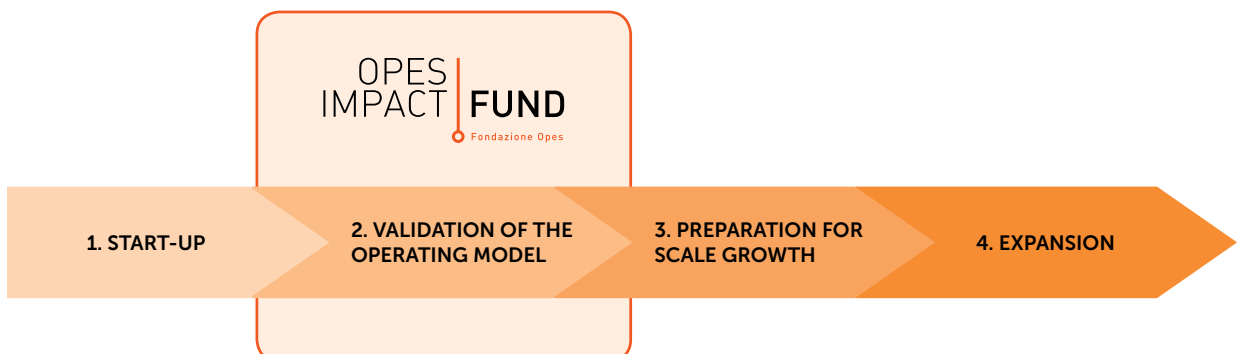 OPES
IMPACT FUND
Fondazione Opes
1. START-UP
2. VALIDATION OF THE
OPERATING MODEL
3. PREPARATION FOR
SCALE GROWTH
4. EXPANSION